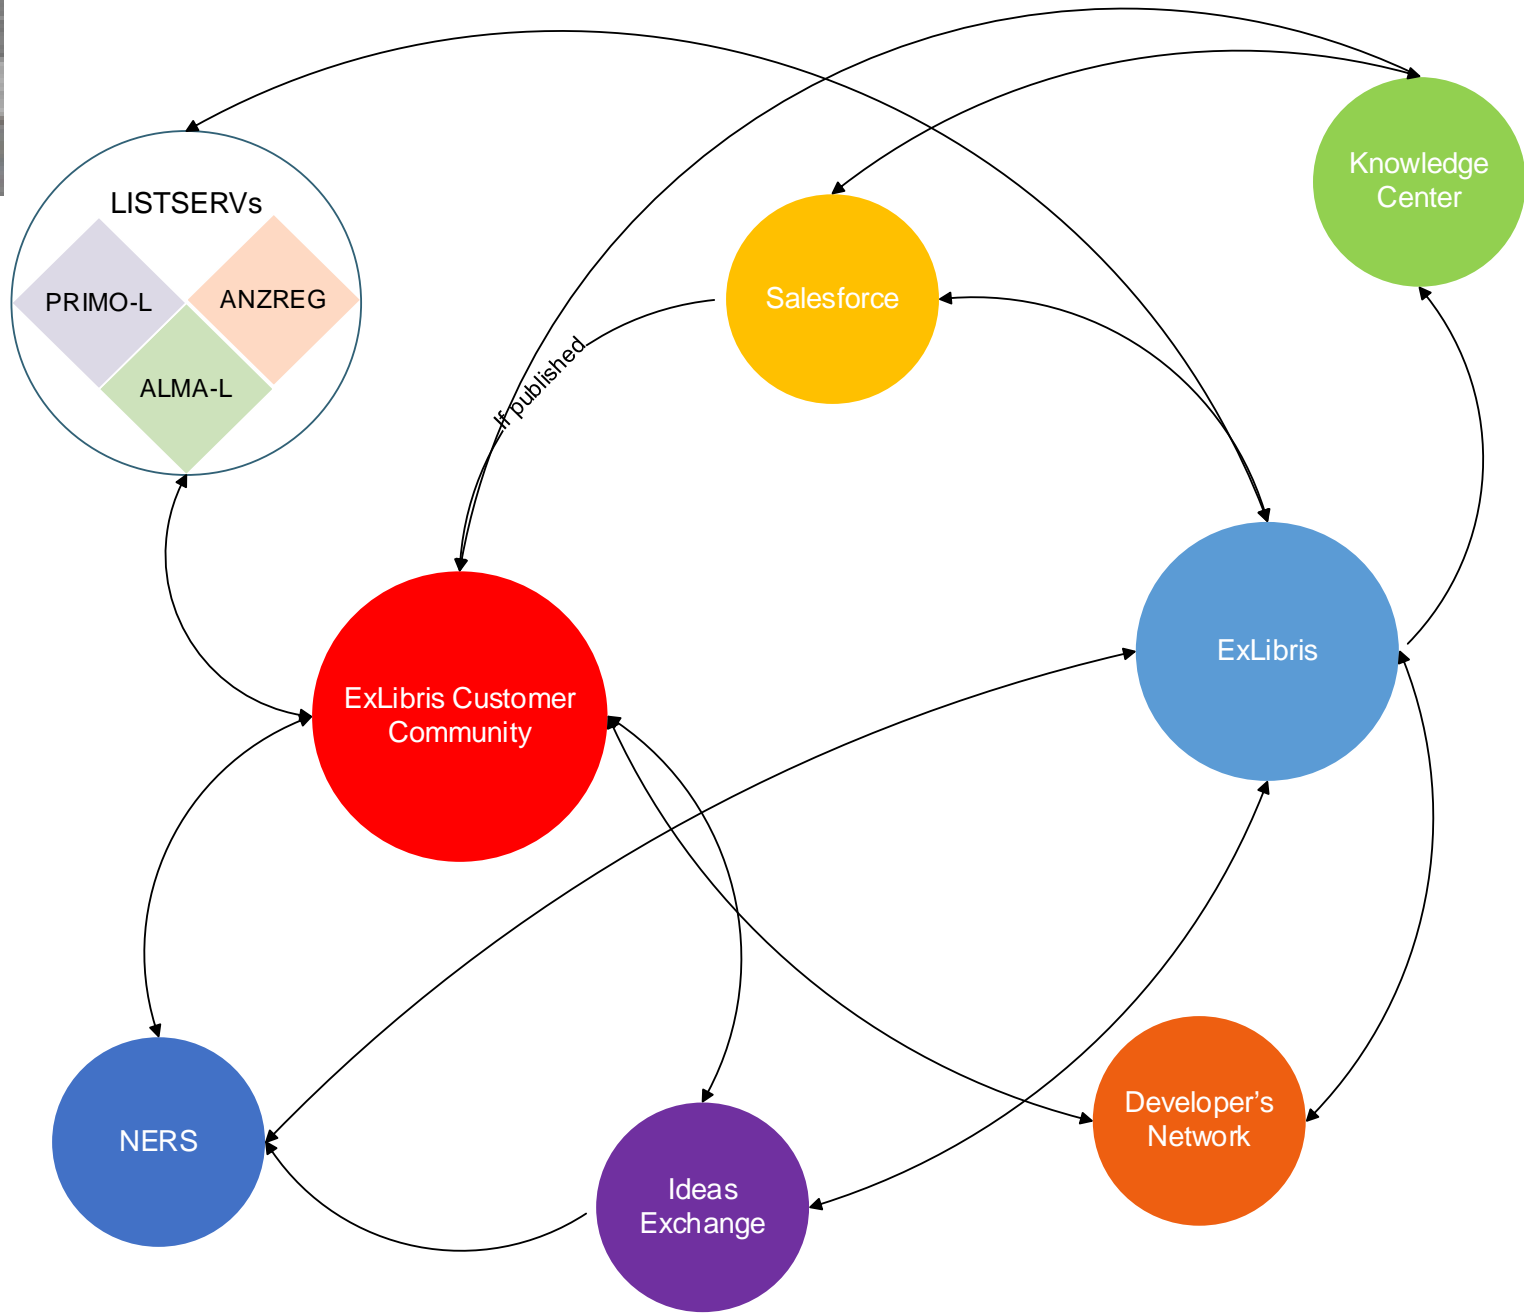 LISTSERVs
PRIMO-L
ANZREG
ALMA-L
Knowledge
Center
Salesforce
If published
ExLibris
ExLibris Customer
Community
NERS
Ideas
Exchange
Developer’s
Network